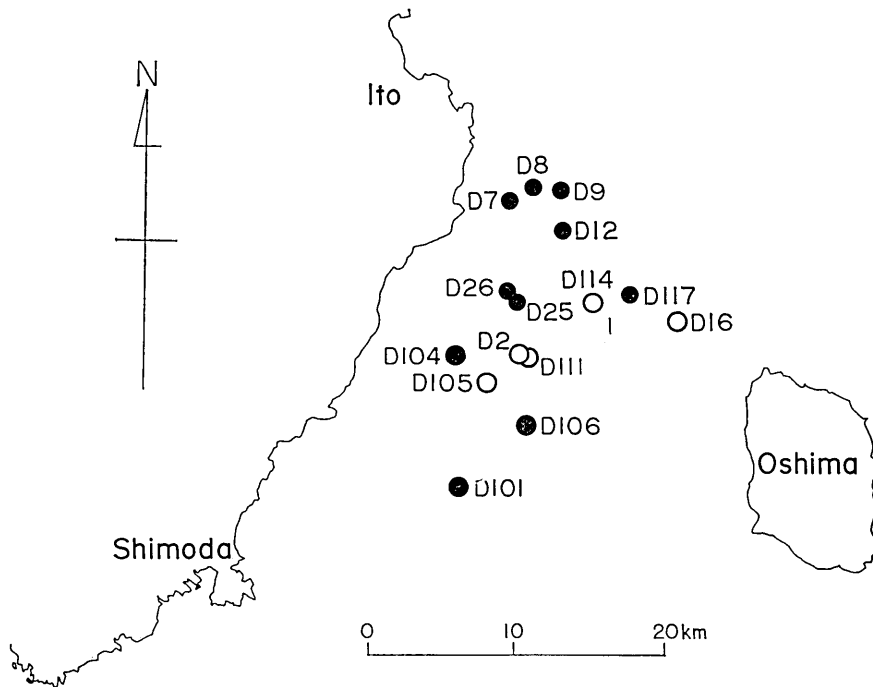 N
Ito
D8
D7
D9
D12
D26
D114
D117
D25
1
D16
D2
D104
D111
D105
D106
Oshima
D101
Shimoda
0
10
20km